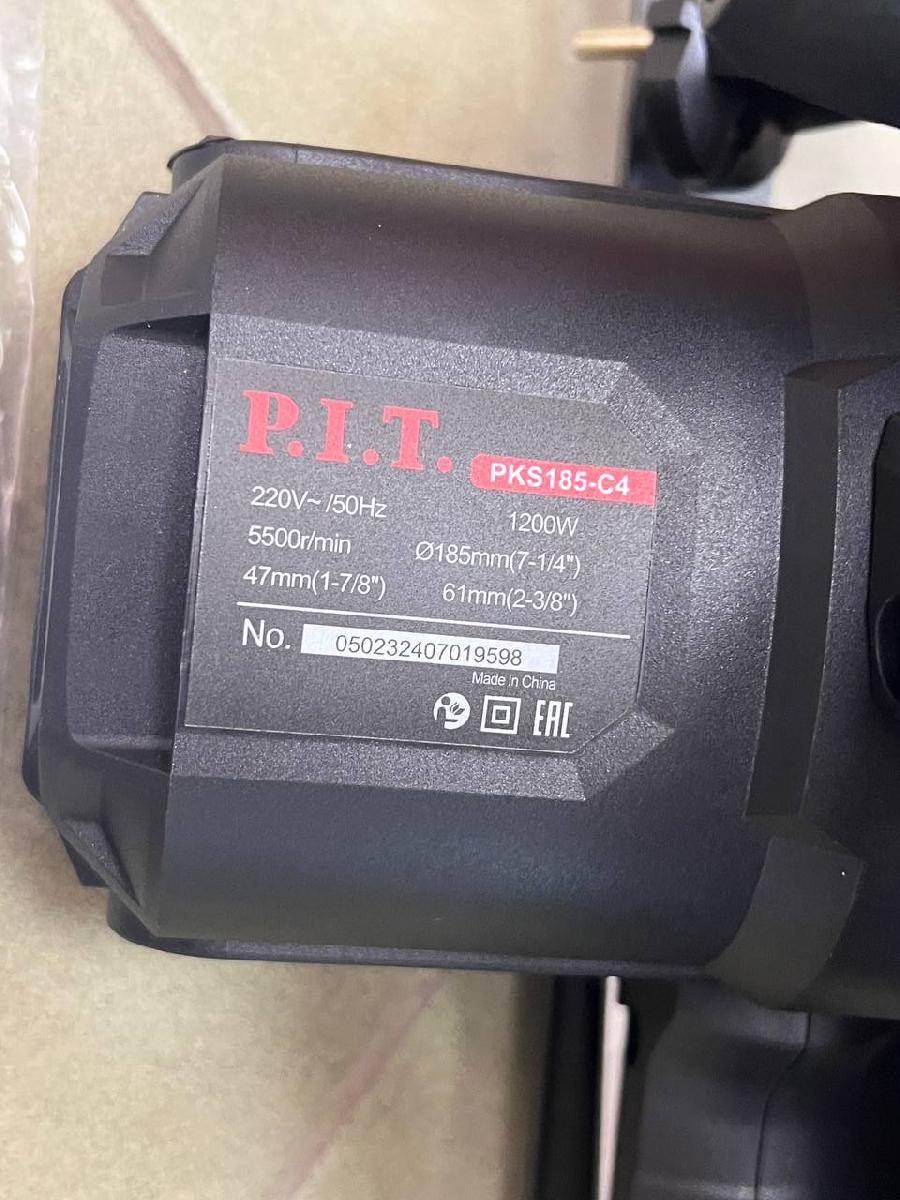 P.I.T.
PKS185-C4
220V~ /50Hz
1200W
5500r/min
Ø185mm(7-1/4")
47mm(1-7/8")
61mm(2-3/8")
No. 050232407019598
Made in China
EAC